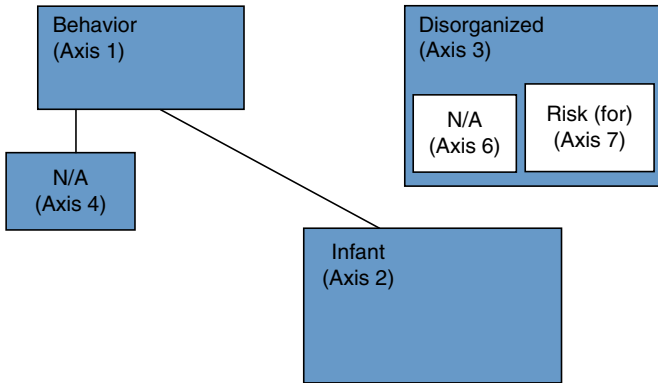 Behavior
(Axis 1)
Disorganized
(Axis 3)
N/A
(Axis 6)
Risk (for)
(Axis 7)
N/A
(Axis 4)
Infant
(Axis 2)